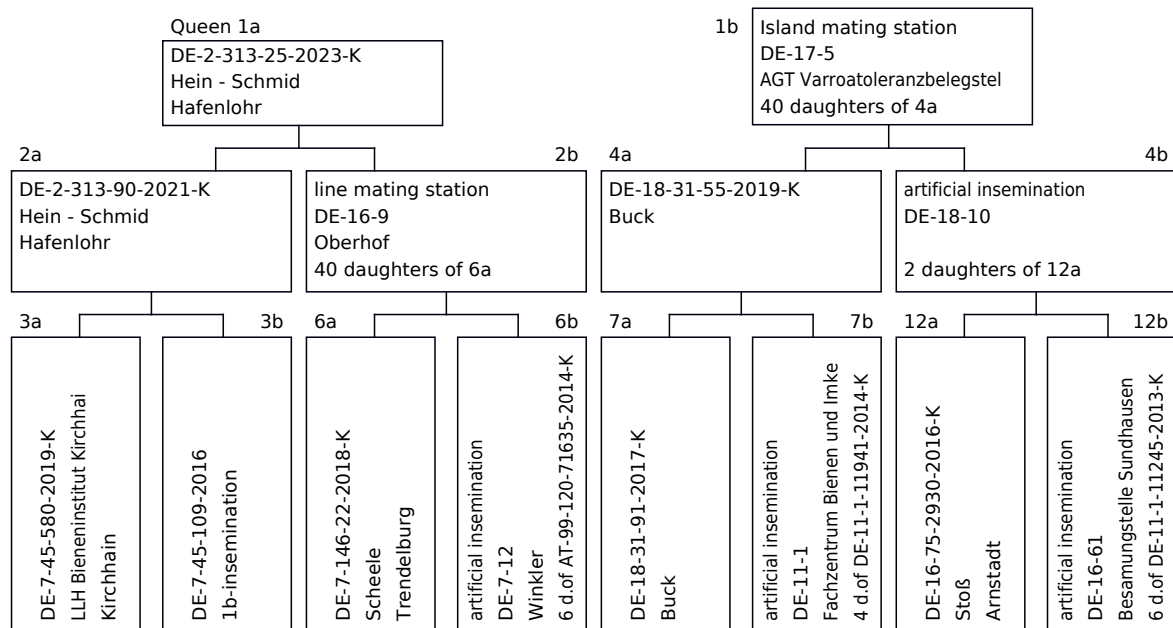 Queen 1a
DE-2-313-25-2023-K
Hein - Schmid
Hafenlohr
1b
Island mating station
DE-17-5
AGT Varroatoleranzbelegstel
40 daughters of 4a
2a
DE-2-313-90-2021-K
Hein - Schmid
Hafenlohr
2b
line mating station
DE-16-9
Oberhof
40 daughters of 6a
4a
DE-18-31-55-2019-K
Buck
4b
artificial insemination
DE-18-10
2 daughters of 12a
3a
DE-7-45-580-2019-K
LLH Bieneninstitut Kirchhai
Kirchhain
3b
DE-7-45-109-2016
1b-insemination
6a
DE-7-146-22-2018-K
Scheele
Trendelburg
6b
artificial insemination
DE-7-12
Winkler
6 d.of AT-99-120-71635-2014-K
7a
DE-18-31-91-2017-K
Buck
7b
artificial insemination
DE-11-1
Fachzentrum Bienen und Imke
4 d.of DE-11-1-11941-2014-K
12a
DE-16-75-2930-2016-K
Stoß
Arnstadt
12b
artificial insemination
DE-16-61
Besamungstelle Sundhausen
6 d.of DE-11-1-11245-2013-K